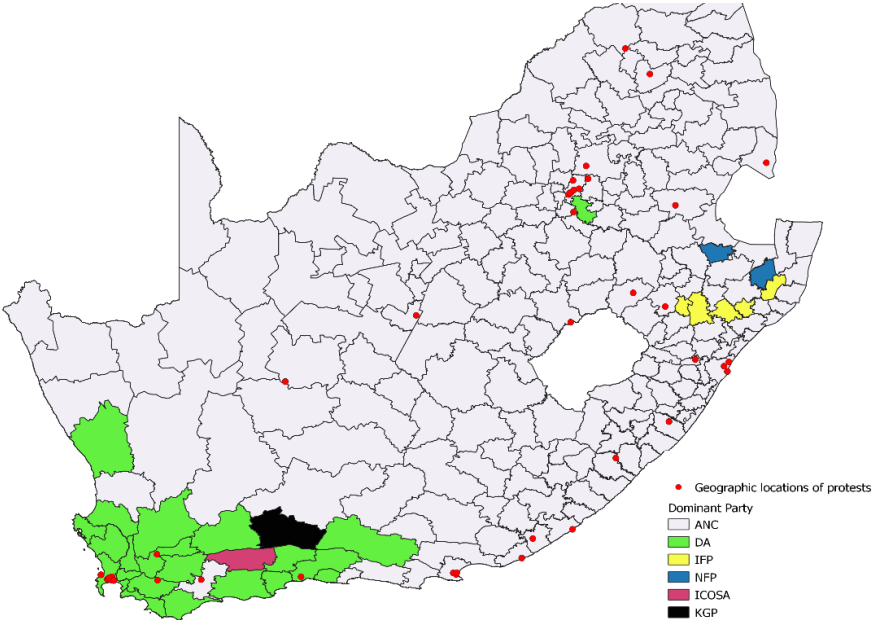 Geographic locations of protests
Dominant Party
ANC
DA
IFP
NFP
ICOSA
KGP